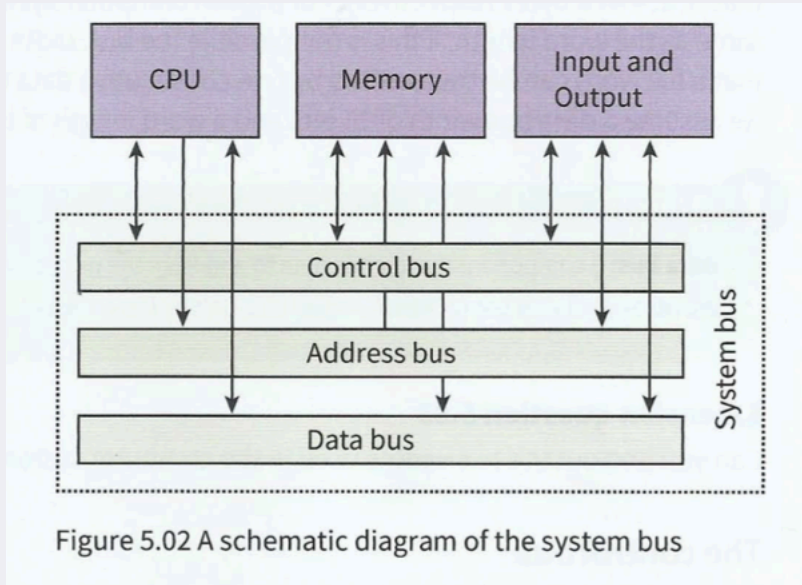 CPU
Memory
Input and
Output
Control bus
Address bus
Data bus
System bus
Figure 5.02 A schematic diagram of the system bus